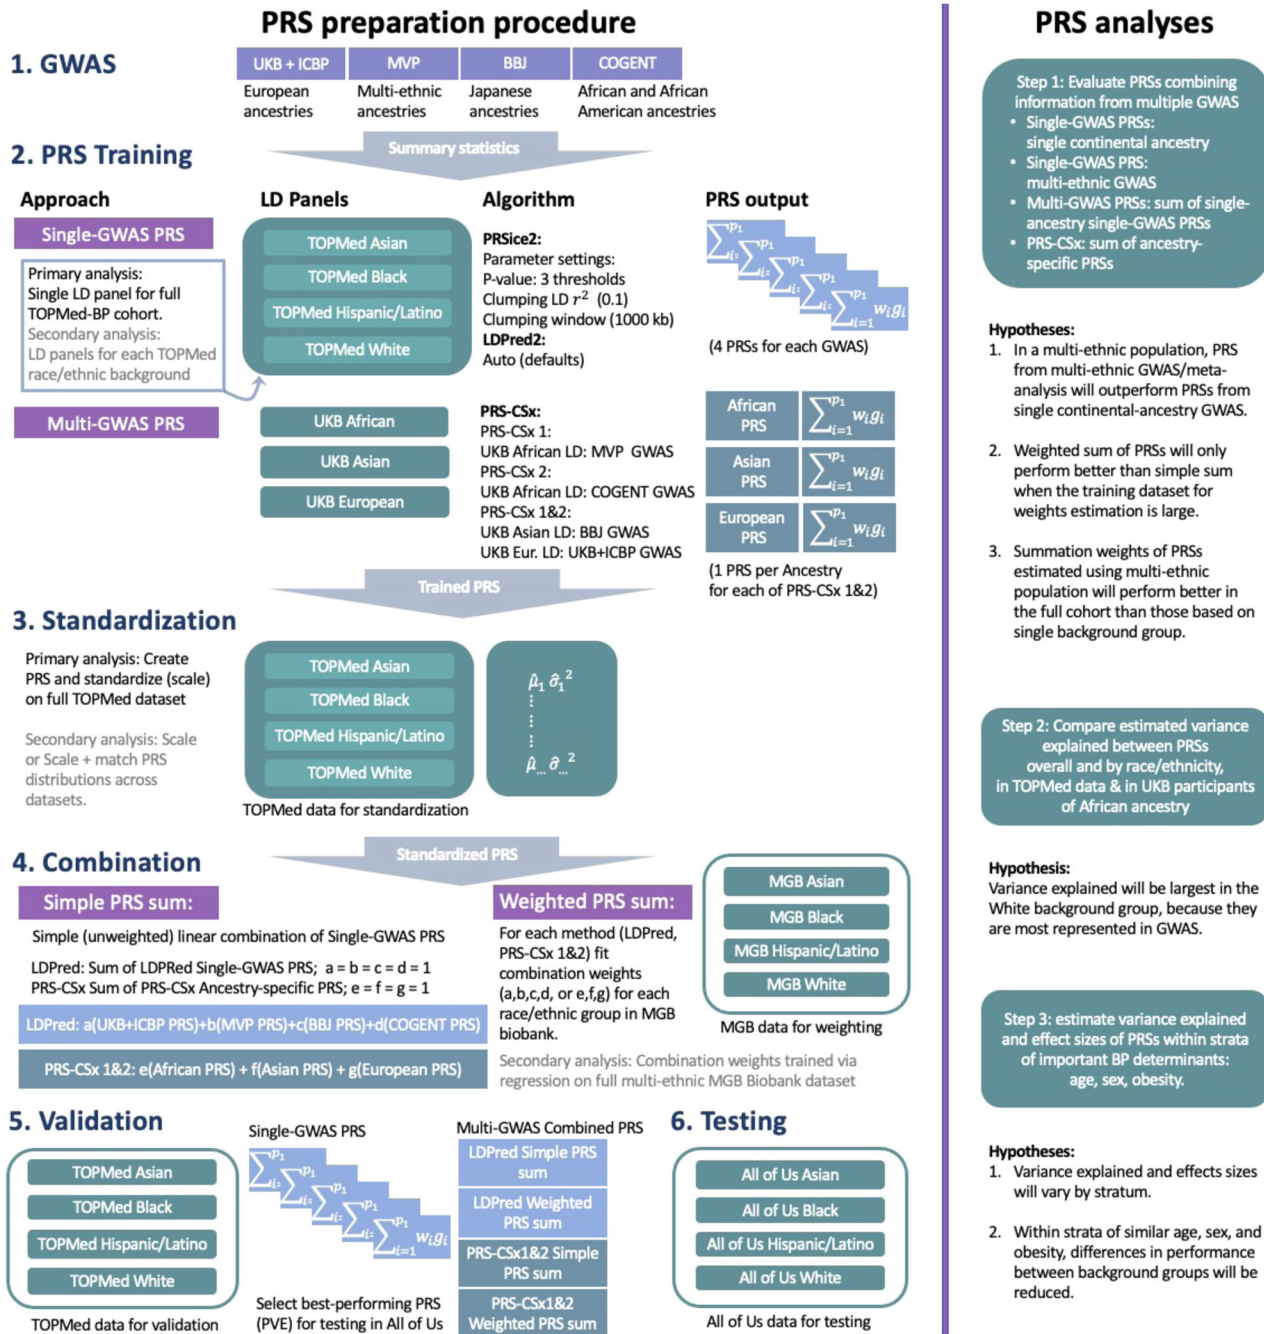 PRS preparation procedure
1. GWAS
UKB + ICBP
MVP
BBJ
COGENT
European
ancestries
Multi-ethnic
ancestries
Japanese
ancestries
African and African
American ancestries
Summary statistics
2. PRS Training
Approach
LD Panels
Algorithm
PRS output
Single-GWAS PRS
Primary analysis:
Single LD panel for full
TOPMed-BP cohort.
Secondary analysis:
LD panels for each TOPMed
race/ethnic background
TOPMed Asian
TOPMed Black
TOPMed Hispanic/Latino
TOPMed White
PRSice2:
Parameter settings:
P-value: 3 thresholds
Clumping LD r² (0.1)
Clumping window (1000 kb)
LDPred2:
Auto (defaults)
∑ p₁ i=
∑ p₁ i=
∑ p₁ i=
∑ p₁ i=
∑ p₁ i=1 wᵢgᵢ
(4 PRSs for each GWAS)
Multi-GWAS PRS
UKB African
UKB Asian
UKB European
PRS-CSx:
PRS-CSx 1:
UKB African LD: MVP GWAS
PRS-CSx 2:
UKB African LD: COGENT GWAS
PRS-CSx 1&2:
UKB Asian LD: BBJ GWAS
UKB Eur. LD: UKB+ICBP GWAS
African
PRS
∑ p₁ i=1 wᵢgᵢ
Asian
PRS
∑ p₁ i=1 wᵢgᵢ
European
PRS
∑ p₁ i=1 wᵢgᵢ
(1 PRS per Ancestry
for each of PRS-CSx 1&2)
Trained PRS
3. Standardization
Primary analysis: Create
PRS and standardize (scale)
on full TOPMed dataset
Secondary analysis: Scale
or Scale + match PRS
distributions across
datasets.
TOPMed Asian
TOPMed Black
TOPMed Hispanic/Latino
TOPMed White
μ̂₁ σ̂₁²
⋮
⋮
⋮
μ̂... σ̂...²
TOPMed data for standardization
Standardized PRS
4. Combination
Simple PRS sum:
Simple (unweighted) linear combination of Single-GWAS PRS
LDPred: Sum of LDPRed Single-GWAS PRS; a = b = c = d = 1
PRS-CSx Sum of PRS-CSx Ancestry-specific PRS; e = f = g = 1
LDPred: a(UKB+ICBP PRS)+b(MVP PRS)+c(BBJ PRS)+d(COGENT PRS)
PRS-CSx 1&2: e(African PRS) + f(Asian PRS) + g(European PRS)
Weighted PRS sum:
For each method (LDPred,
PRS-CSx 1&2) fit
combination weights
(a,b,c,d, or e,f,g) for each
race/ethnic group in MGB
biobank.
Secondary analysis: Combination weights trained via
regression on full multi-ethnic MGB Biobank dataset
MGB Asian
MGB Black
MGB Hispanic/Latino
MGB White
MGB data for weighting
5. Validation
TOPMed Asian
TOPMed Black
TOPMed Hispanic/Latino
TOPMed White
TOPMed data for validation
Single-GWAS PRS
∑ p₁ i=
∑ p₁ i=
∑ p₁ i=
∑ p₁ i=
∑ p₁ i=1 wᵢgᵢ
Select best-performing PRS
(PVE) for testing in All of Us
Multi-GWAS Combined PRS
LDPred Simple PRS
sum
LDPred Weighted
PRS sum
PRS-CSx1&2 Simple
PRS sum
PRS-CSx1&2
Weighted PRS sum
6. Testing
All of Us Asian
All of Us Black
All of Us Hispanic/Latino
All of Us White
All of Us data for testing
PRS analyses
Step 1: Evaluate PRSs combining
information from multiple GWAS
• Single-GWAS PRSs:
single continental ancestry
• Single-GWAS PRS:
multi-ethnic GWAS
• Multi-GWAS PRSs: sum of single-
ancestry single-GWAS PRSs
• PRS-CSx: sum of ancestry-
specific PRSs
Hypotheses:
1. In a multi-ethnic population, PRS
from multi-ethnic GWAS/meta-
analysis will outperform PRSs from
single continental-ancestry GWAS.
2. Weighted sum of PRSs will only
perform better than simple sum
when the training dataset for
weights estimation is large.
3. Summation weights of PRSs
estimated using multi-ethnic
population will perform better in
the full cohort than those based on
single background group.
Step 2: Compare estimated variance
explained between PRSs
overall and by race/ethnicity,
in TOPMed data & in UKB participants
of African ancestry
Hypothesis:
Variance explained will be largest in the
White background group, because they
are most represented in GWAS.
Step 3: estimate variance explained
and effect sizes of PRSs within strata
of important BP determinants:
age, sex, obesity.
Hypotheses:
1. Variance explained and effects sizes
will vary by stratum.
2. Within strata of similar age, sex, and
obesity, differences in performance
between background groups will be
reduced.